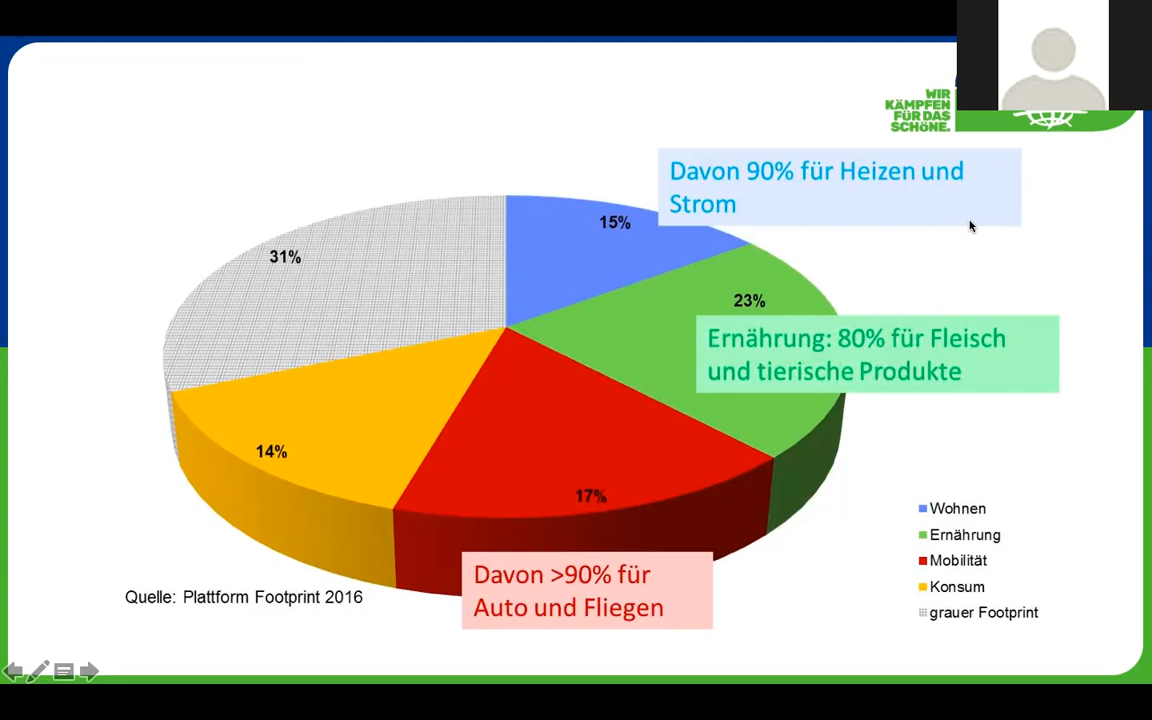 WIR
KÄMPFEN
FÜR DAS
SCHÖNE.
Davon 90% für Heizen und
Strom
15%
31%
23%
Ernährung: 80% für Fleisch
und tierische Produkte
14%
17%
Davon >90% für
Auto und Fliegen
Quelle: Plattform Footprint 2016
Wohnen
Ernährung
Mobilität
Konsum
grauer Footprint